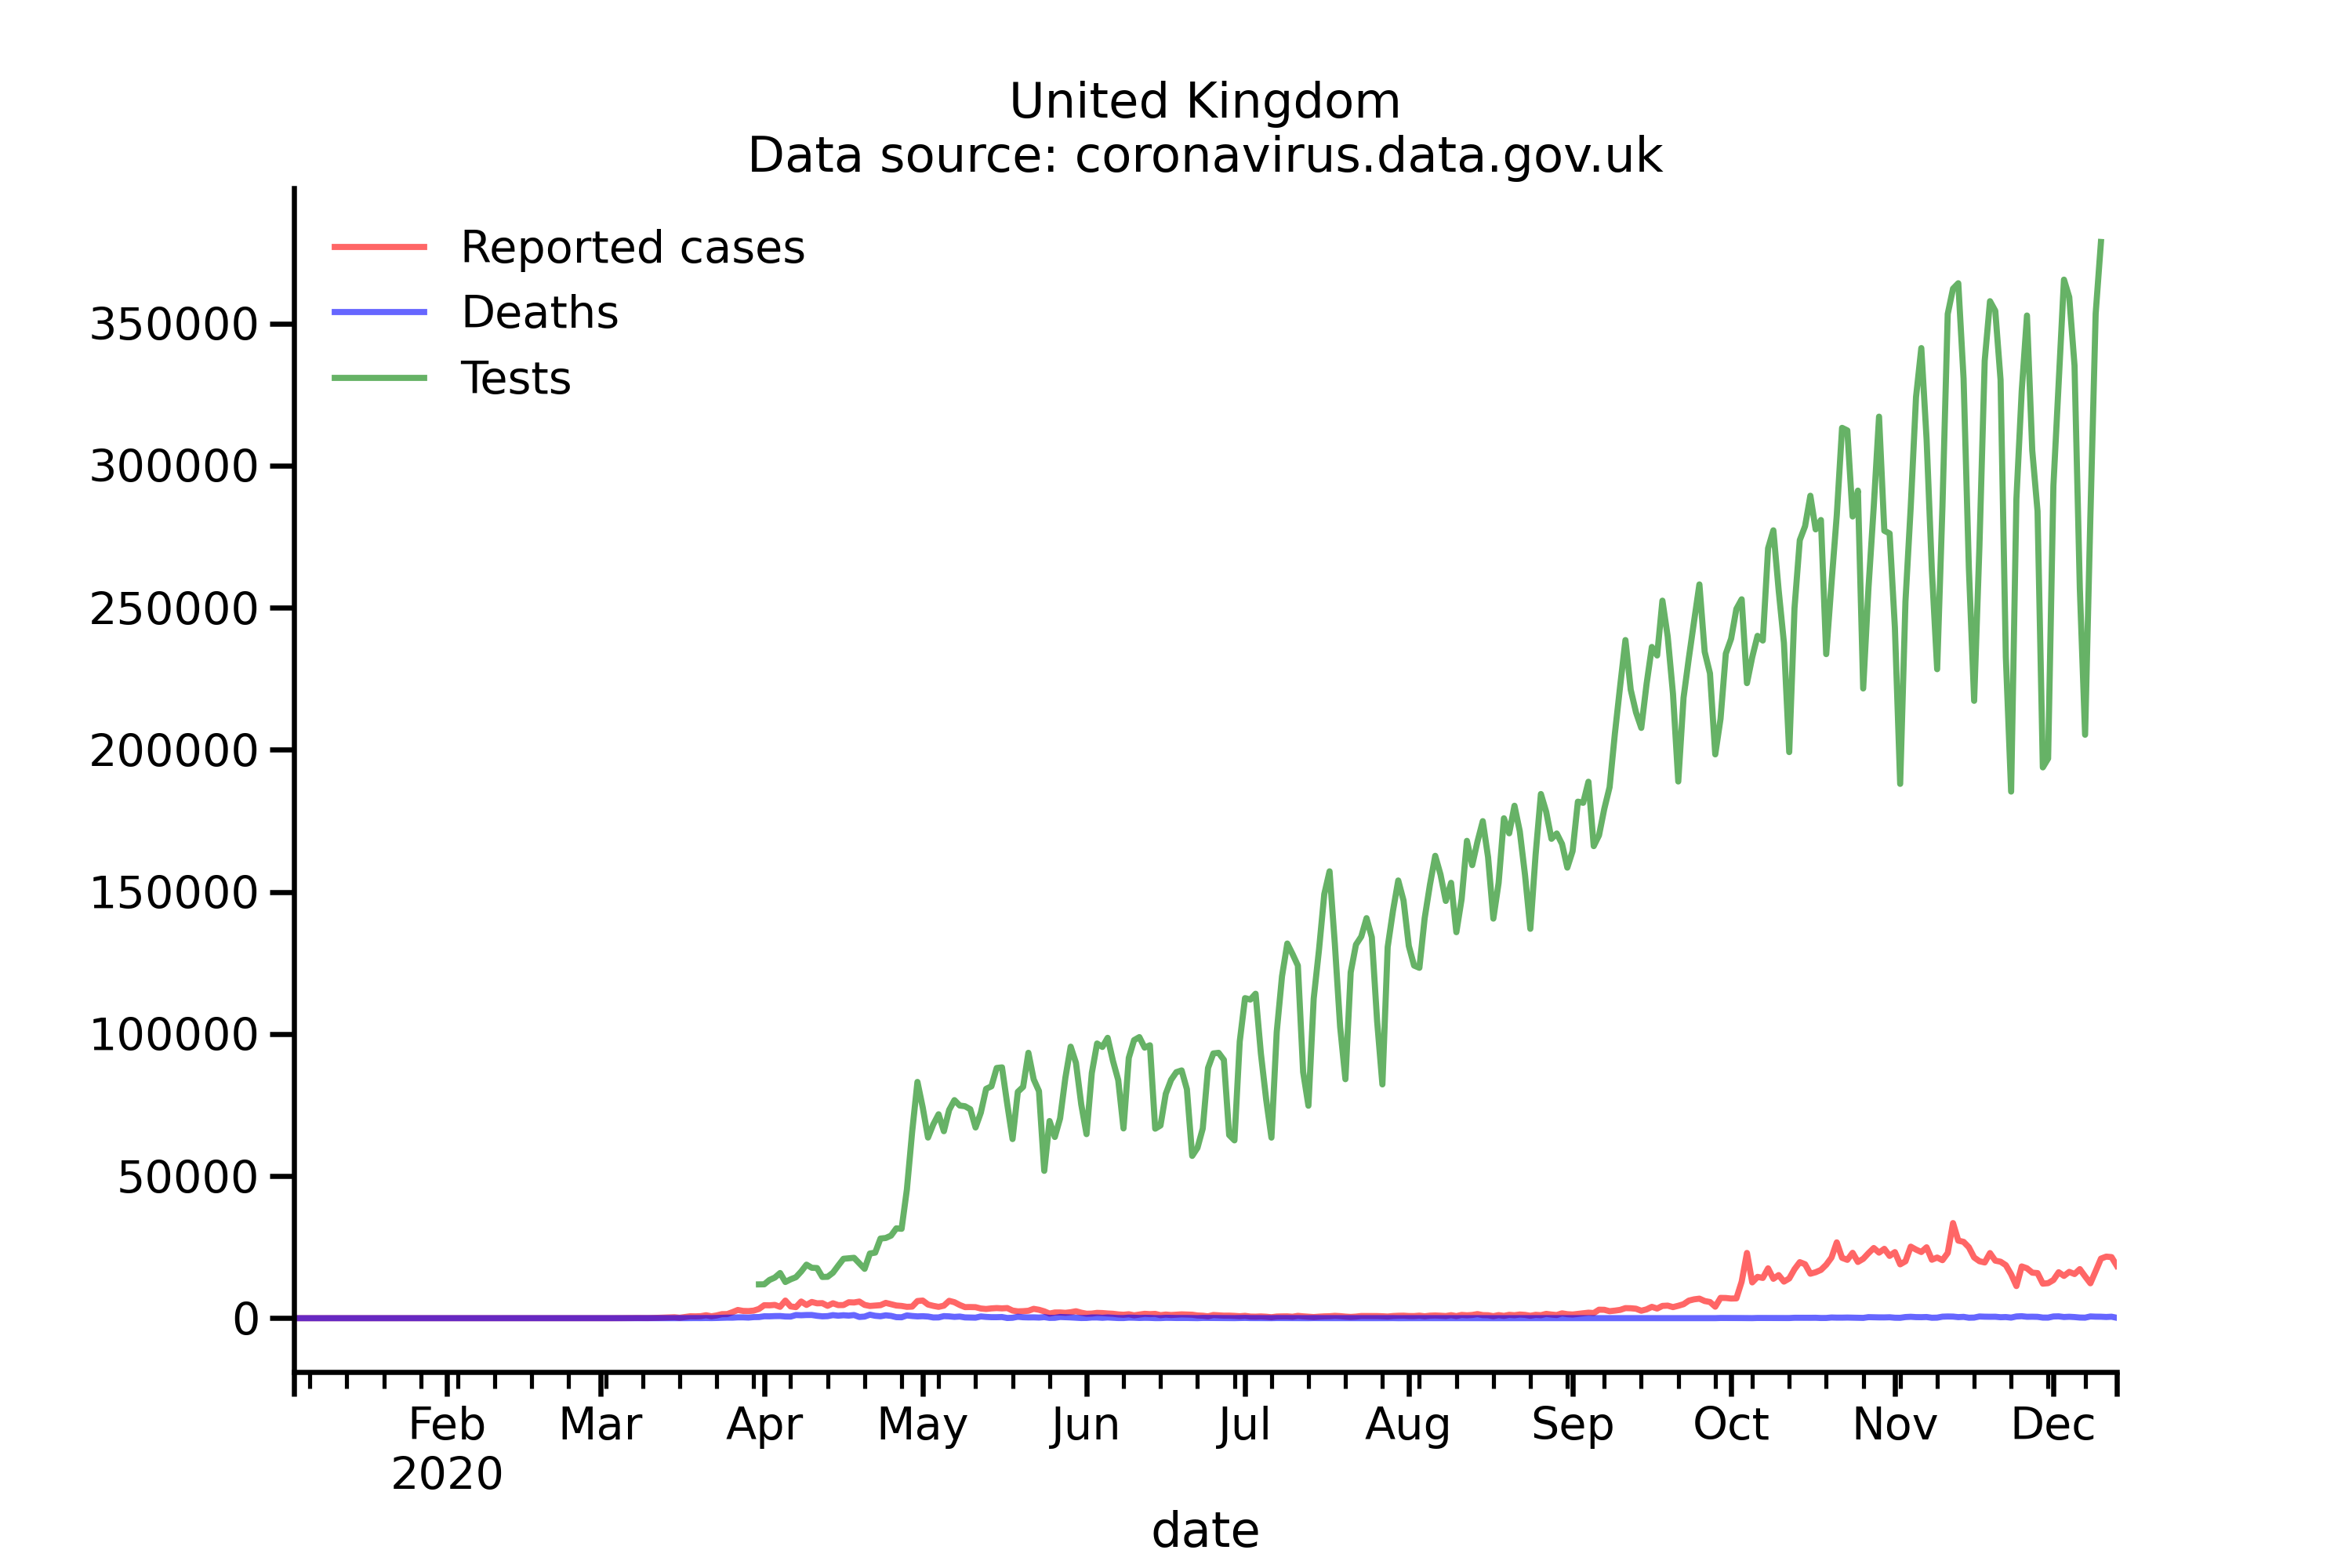 United Kingdom
Data source: coronavirus.data.gov.uk
Reported cases
Deaths
Tests
350000
300000
250000
200000
150000
100000
50000
0
Feb Mar Apr May Jun Jul Aug Sep Oct Nov Dec
2020
date